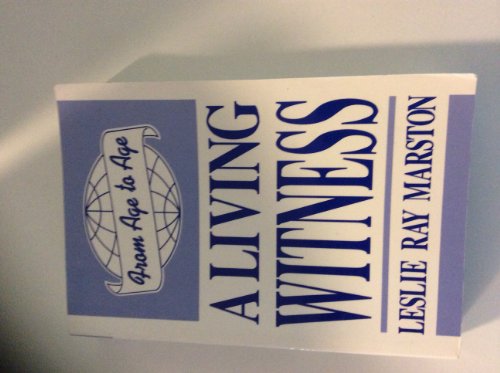 From Age to Age
A LIVING
WITNESS
LESLIE RAY MARSTON